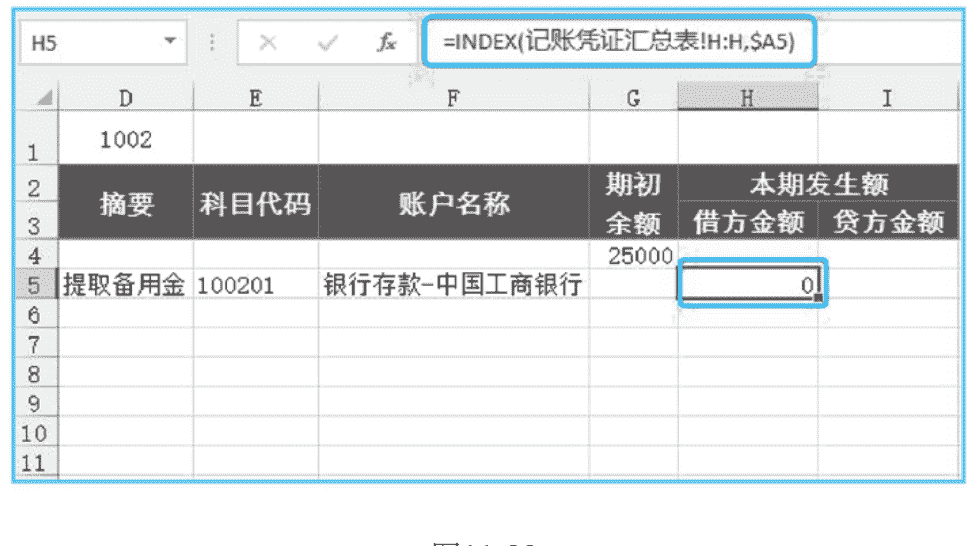 H5 fx =INDEX(记账凭证汇总表!H:H,$A5)
D E F G H I
1 1002
2 摘要 科目代码 账户名称 期初 本期发生额
3 余额 借方金额 贷方金额
4 25000
5 提取备用金 100201 银行存款-中国工商银行 0
6
7
8
9
10
11